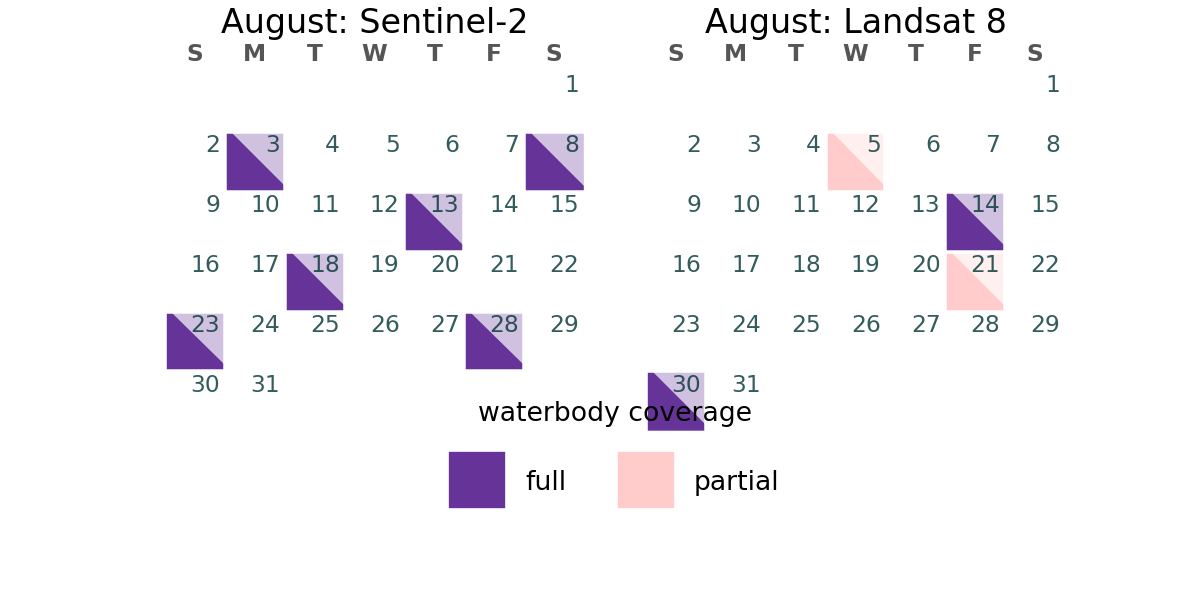 August: Sentinel-2
S M T W T F S
1
2 3 4 5 6 7 8
9 10 11 12 13 14 15
16 17 18 19 20 21 22
23 24 25 26 27 28 29
30 31
August: Landsat 8
S M T W T F S
1
2 3 4 5 6 7 8
9 10 11 12 13 14 15
16 17 18 19 20 21 22
23 24 25 26 27 28 29
30 31
waterbody coverage
full
partial